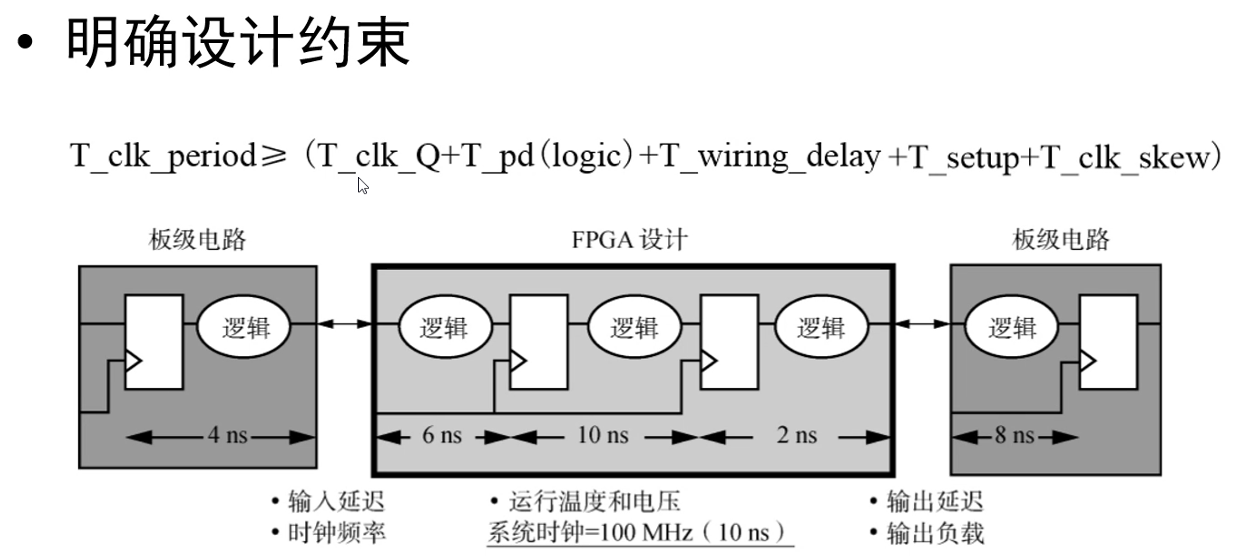 • 明确设计约束
T_clk_period≥（T_clk_Q+T_pd(logic)+T_wiring_delay+T_setup+T_clk_skew）
板级电路 FPGA 设计 板级电路
逻辑 逻辑 逻辑 逻辑 逻辑
4 ns 6 ns 10 ns 2 ns 8 ns
• 输入延迟 • 运行温度和电压 • 输出延迟
• 时钟频率 系统时钟=100 MHz（10 ns） • 输出负载